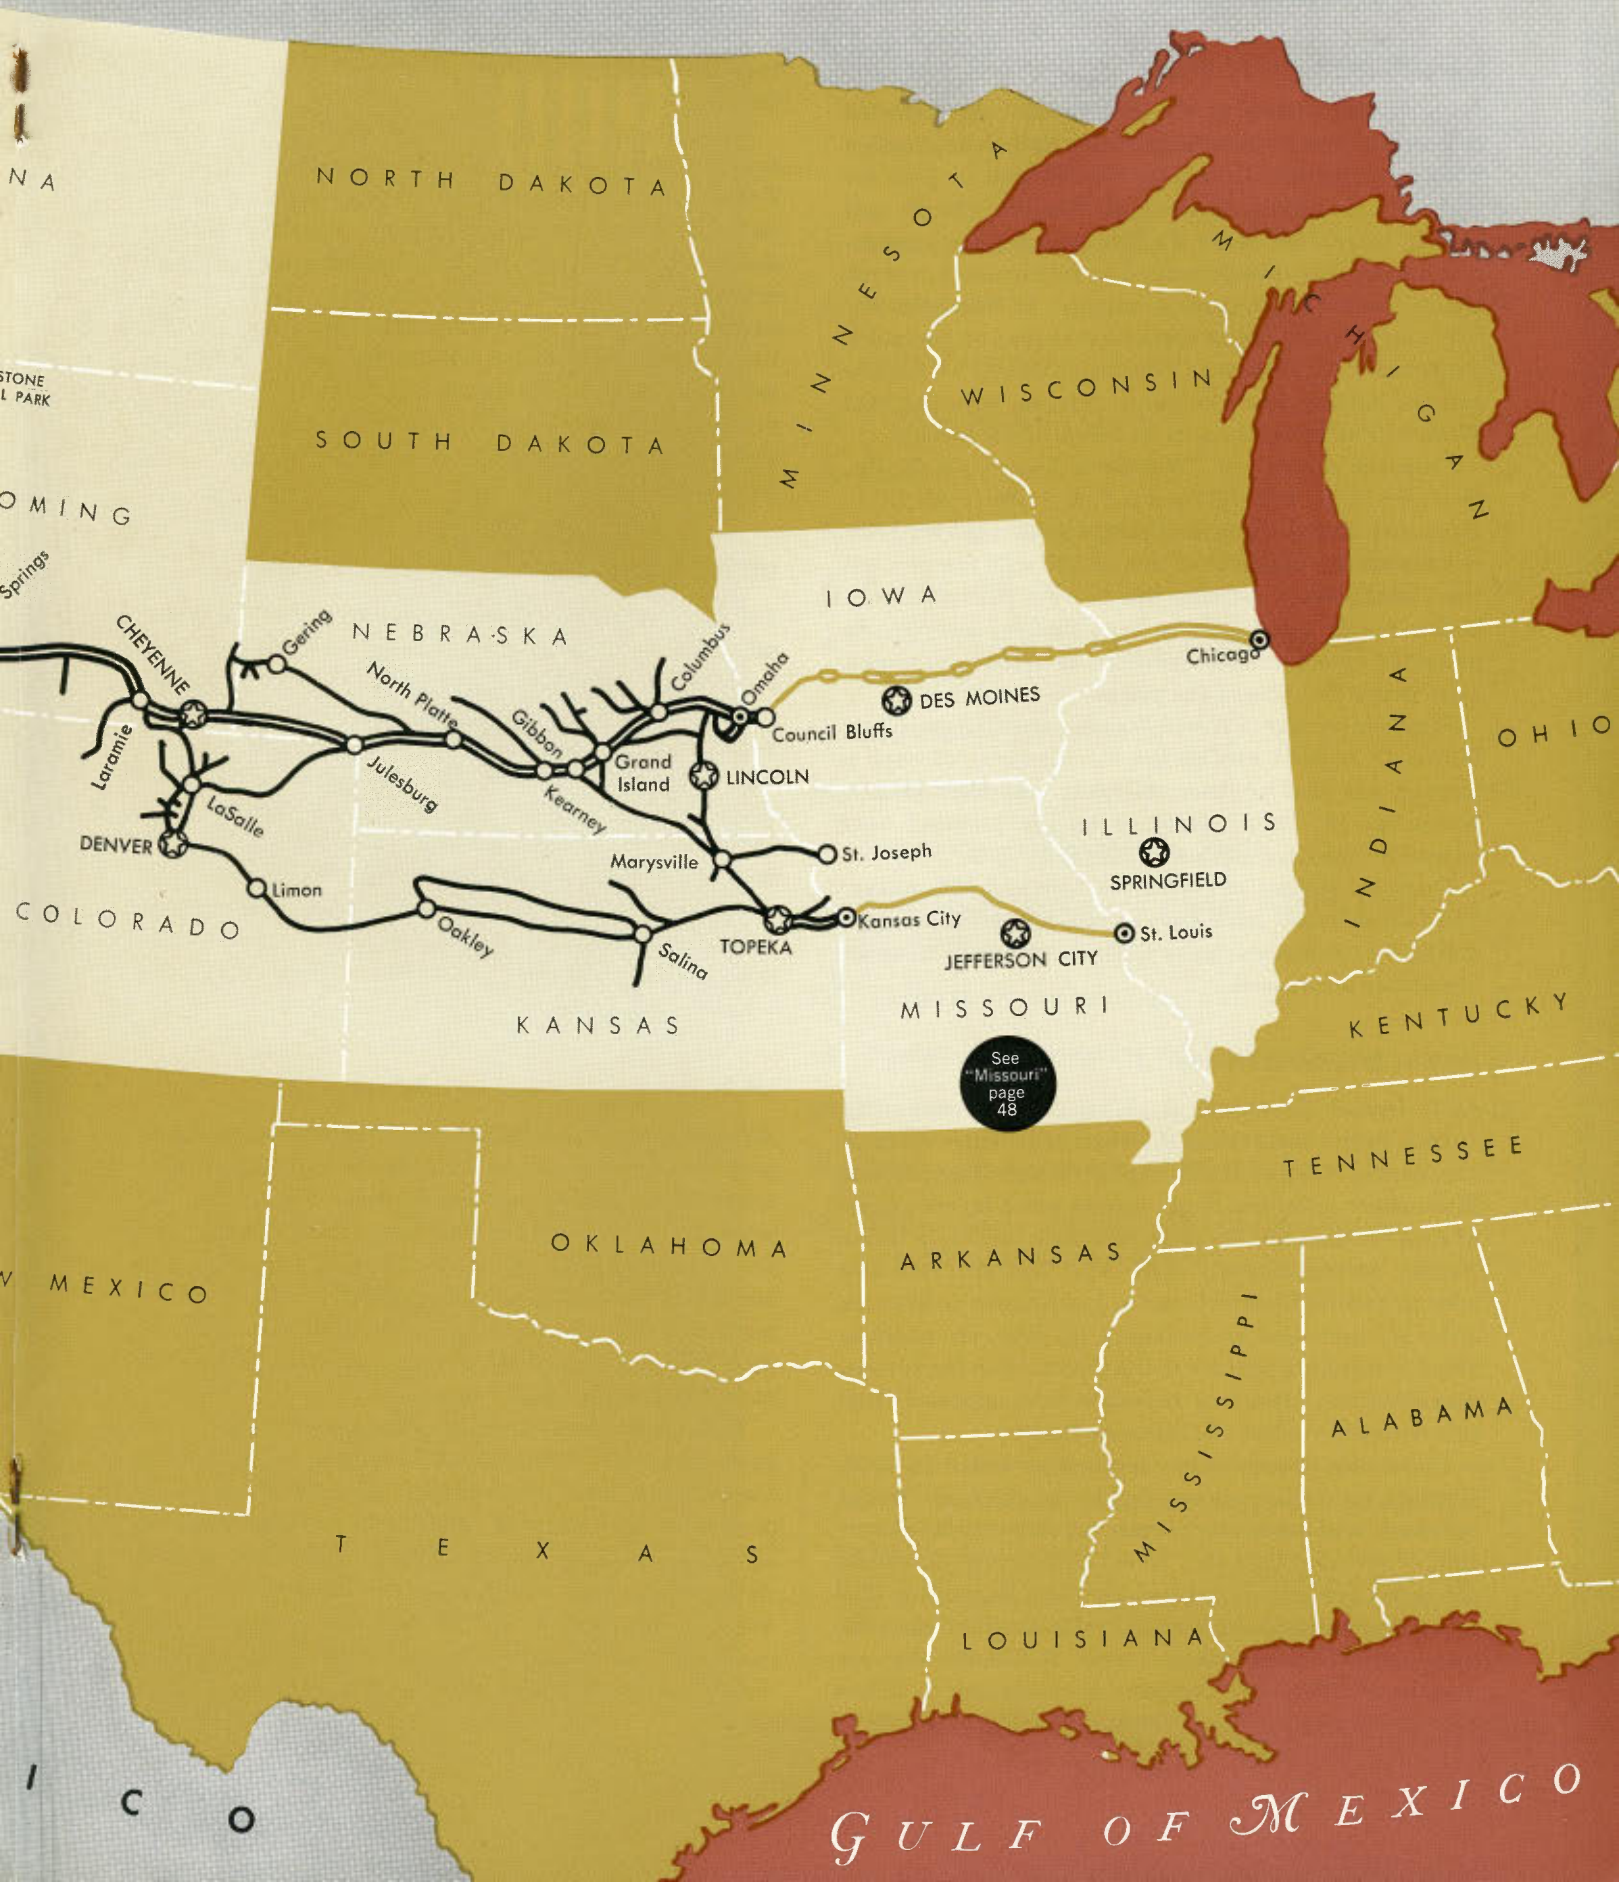 NA
NORTH DAKOTA
MINNESOTA
MICHIGAN
STONE
L PARK
SOUTH DAKOTA
WISCONSIN
OMING
Springs
IOWA
CHEYENNE
Gering
NEBRASKA
Columbus
Omaha
Chicago
North Platte
Gibbon
DES MOINES
Council Bluffs
INDIANA
OHIO
Laramie
Julesburg
Kearney
Grand
Island
LINCOLN
LaSalle
DENVER
ILLINOIS
Marysville
St. Joseph
SPRINGFIELD
Limon
COLORADO
Oakley
Salina
TOPEKA
Kansas City
St. Louis
JEFFERSON CITY
KANSAS
MISSOURI
KENTUCKY
See
"Missouri"
page
48
TENNESSEE
OKLAHOMA
ARKANSAS
W MEXICO
MISSISSIPPI
ALABAMA
TEXAS
LOUISIANA
ICO
GULF OF MEXICO